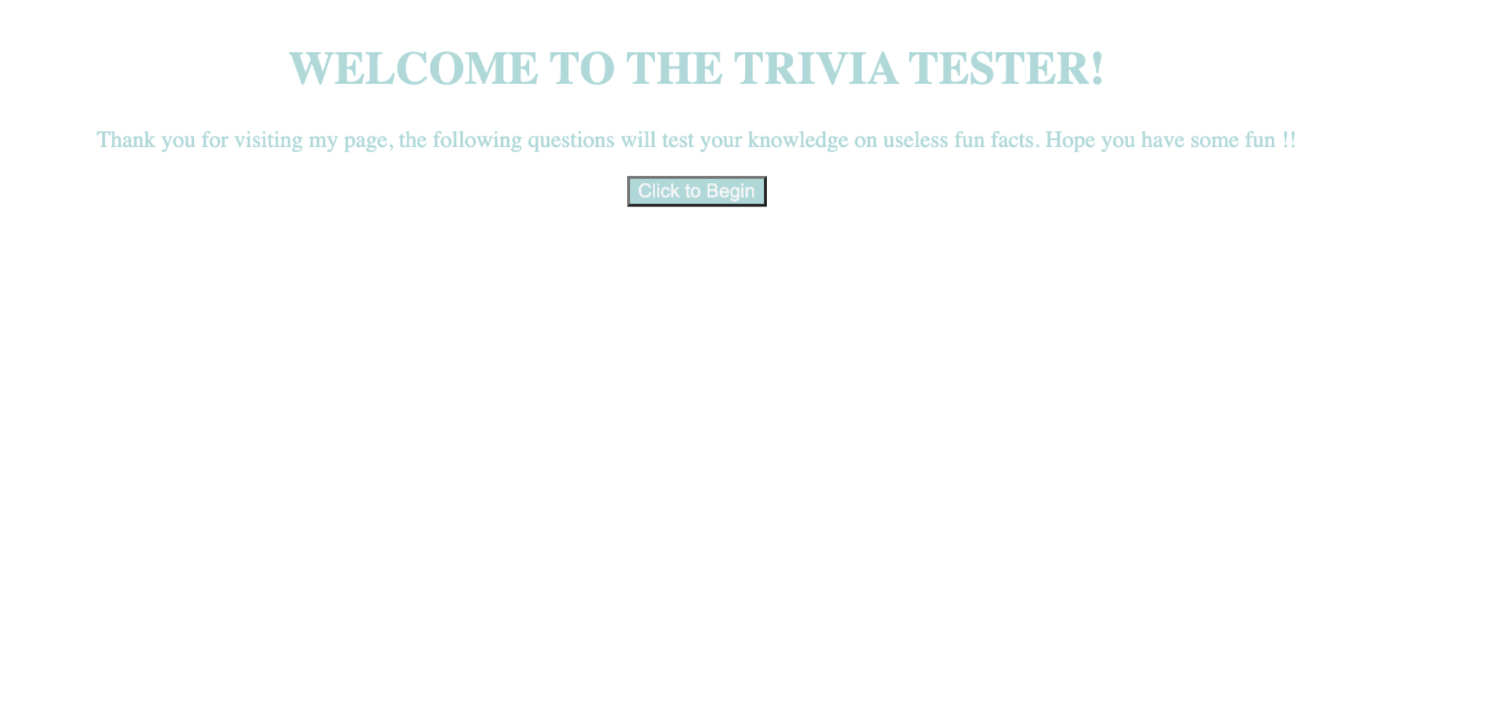 WELCOME TO THE TRIVIA TESTER!
Thank you for visiting my page, the following questions will test your knowledge on useless fun facts. Hope you have some fun !!
Click to Begin